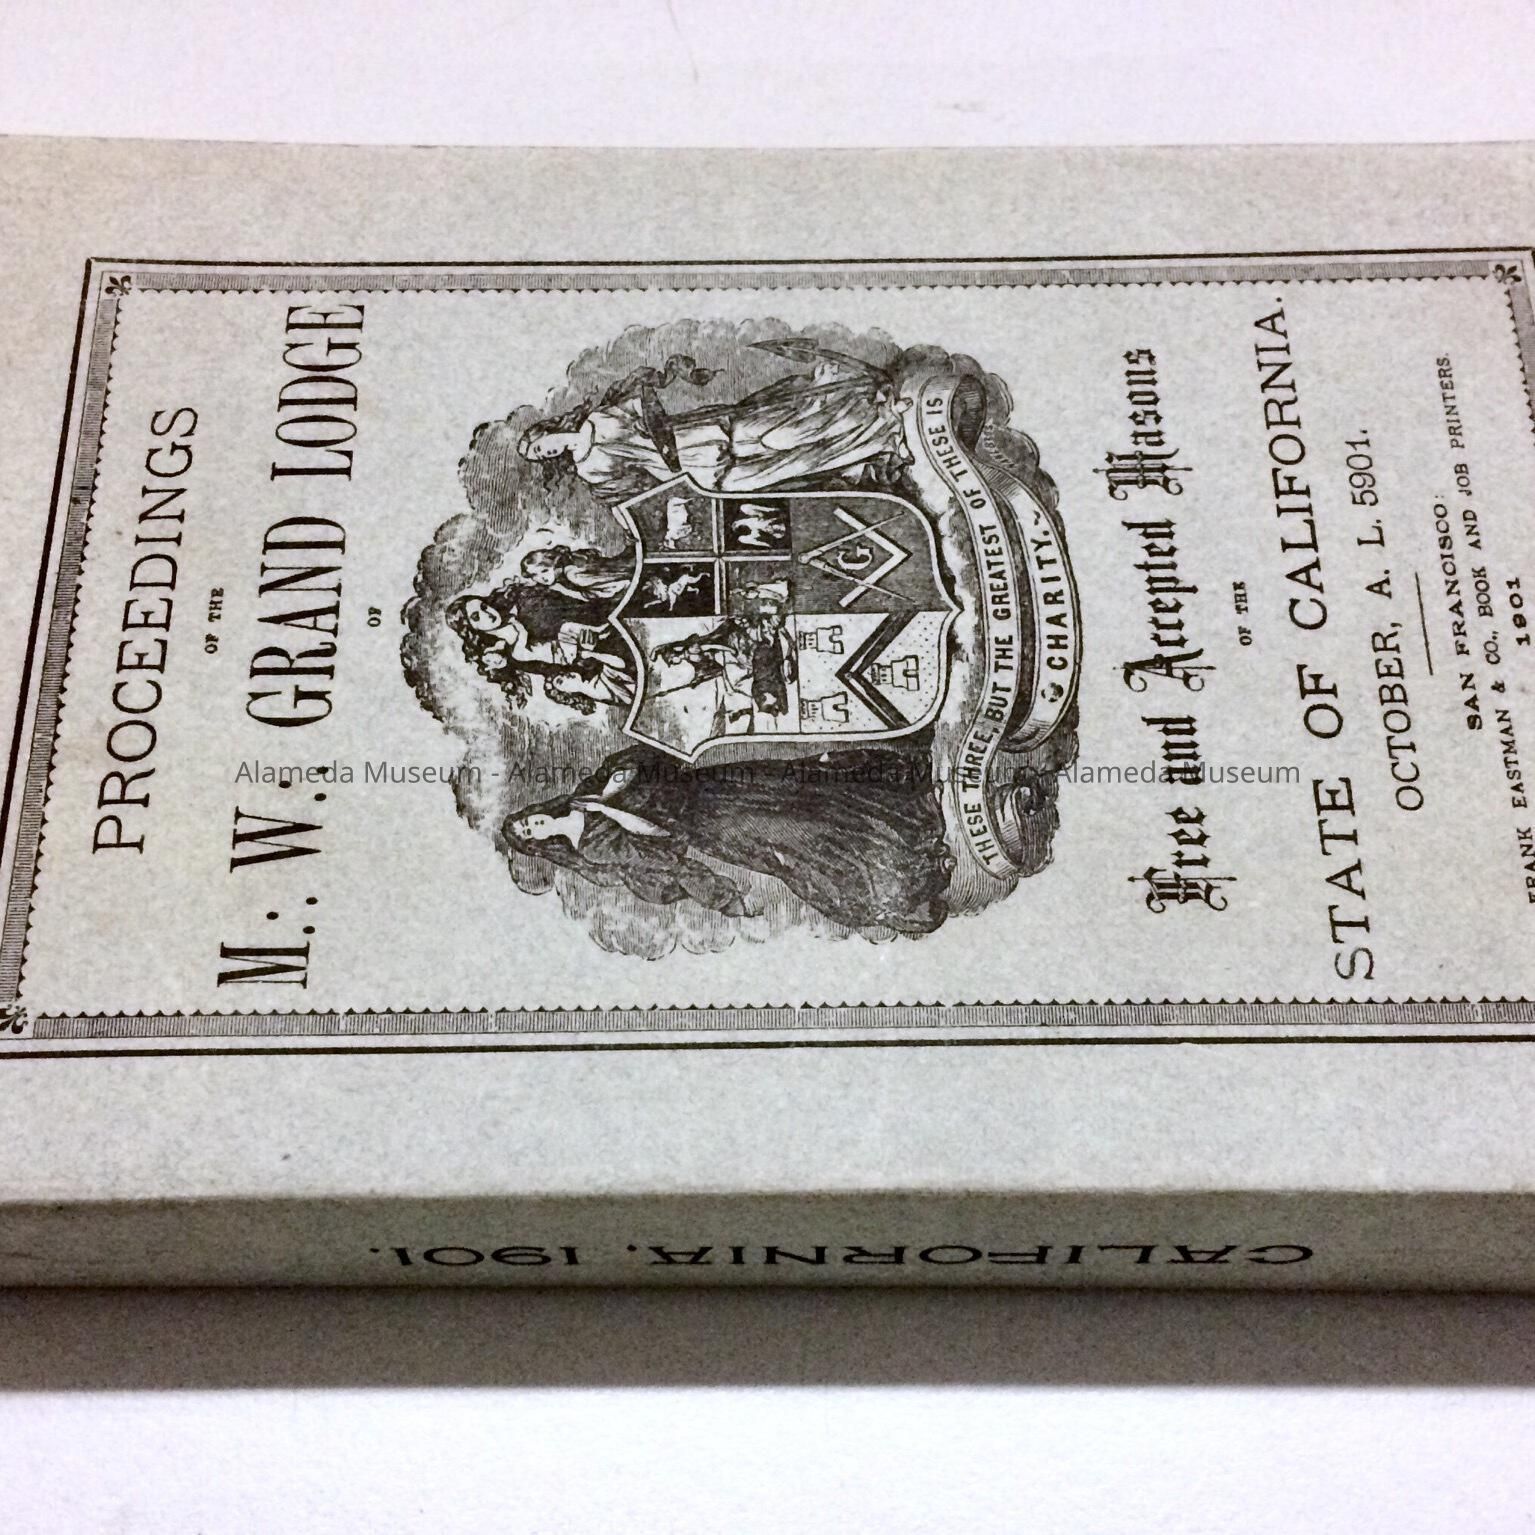 PROCEEDINGS
OF THE
M∴ W∴ GRAND LODGE
OF
THESE THREE, BUT THE GREATEST OF THESE IS
CHARITY.
G
Free and Accepted Masons
OF THE
STATE OF CALIFORNIA.
OCTOBER, A. L. 5901.
SAN FRANCISCO:
FRANK EASTMAN & CO., BOOK AND JOB PRINTERS.
1901
CALIFORNIA, 1901.
Alameda Museum - Alameda Museum - Alameda Museum - Alameda Museum